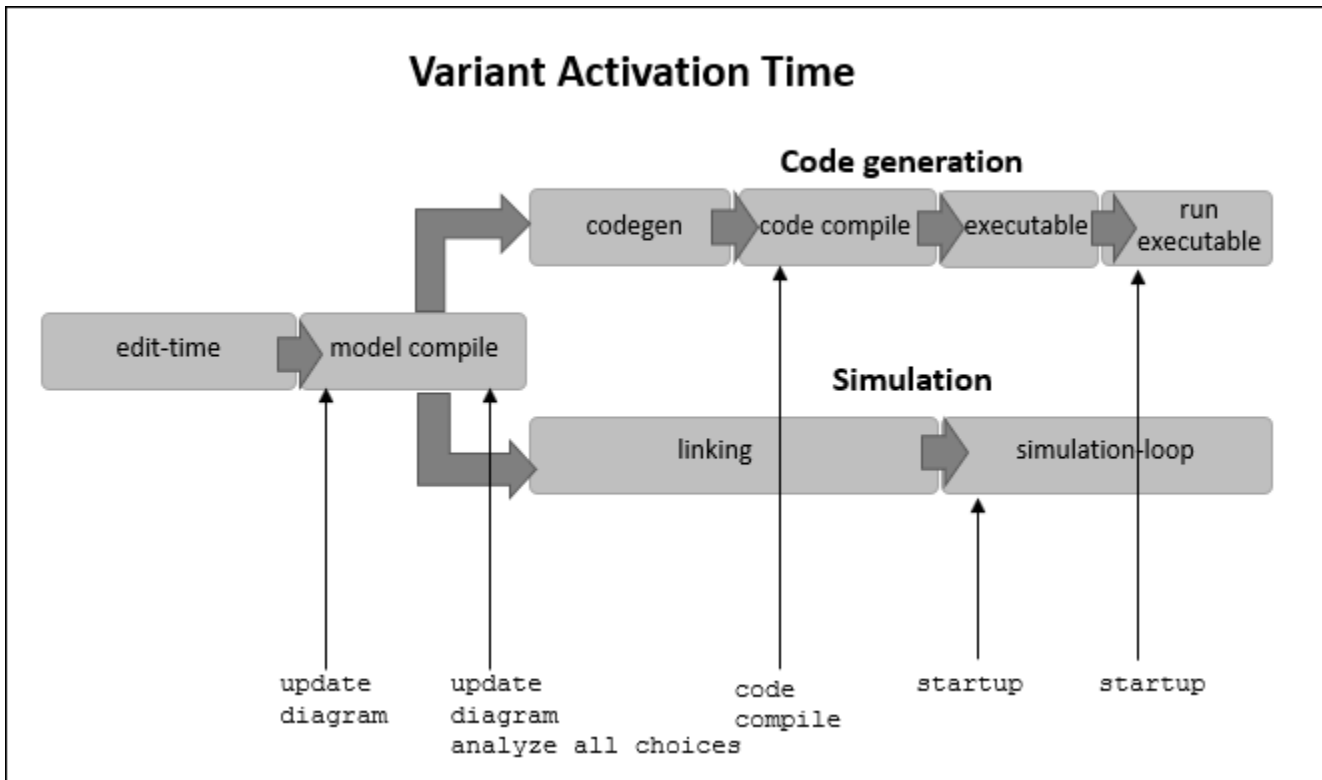 Variant Activation Time
Code generation
codegen
code compile
executable
run
executable
edit-time
model compile
Simulation
linking
simulation-loop
update
diagram
update
diagram
analyze all choices
code
compile
startup
startup